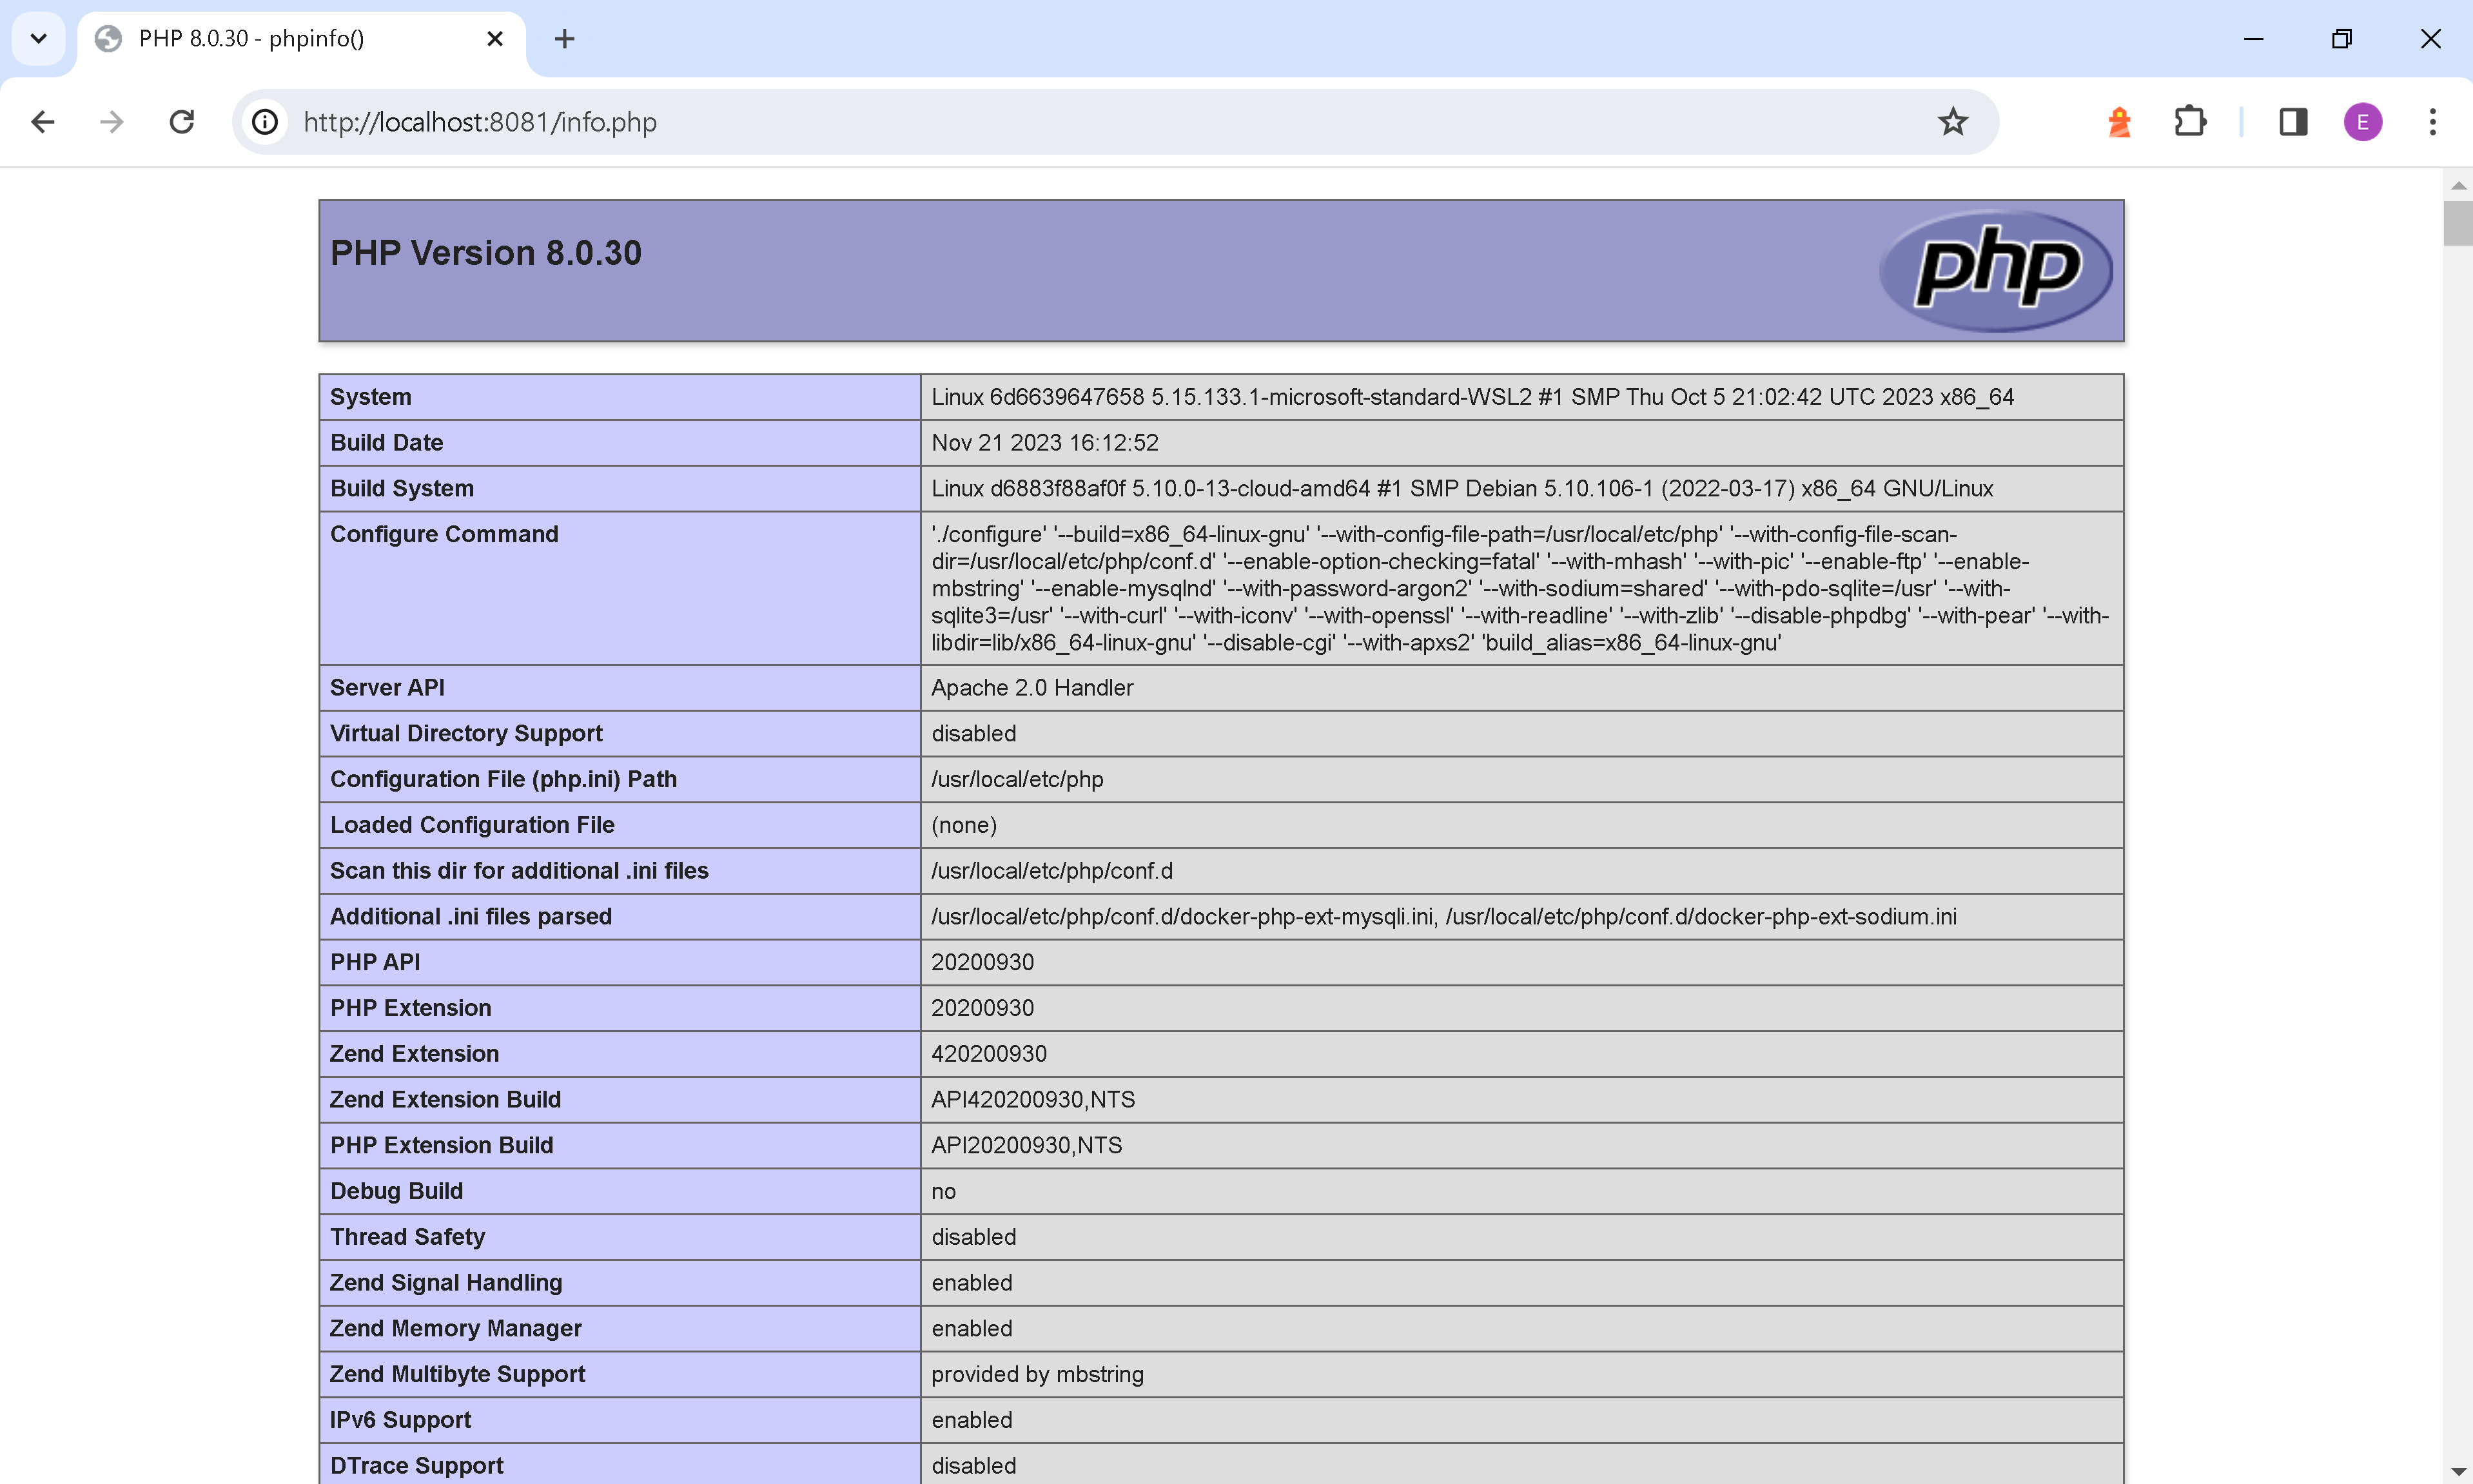 PHP 8.0.30 - phpinfo()
http://localhost:8081/info.php
E
PHP Version 8.0.30
php
System Linux 6d6639647658 5.15.133.1-microsoft-standard-WSL2 #1 SMP Thu Oct 5 21:02:42 UTC 2023 x86_64
Build Date Nov 21 2023 16:12:52
Build System Linux d6883f88af0f 5.10.0-13-cloud-amd64 #1 SMP Debian 5.10.106-1 (2022-03-17) x86_64 GNU/Linux
Configure Command './configure' '--build=x86_64-linux-gnu' '--with-config-file-path=/usr/local/etc/php' '--with-config-file-scan-
dir=/usr/local/etc/php/conf.d' '--enable-option-checking=fatal' '--with-mhash' '--with-pic' '--enable-ftp' '--enable-
mbstring' '--enable-mysqlnd' '--with-password-argon2' '--with-sodium=shared' '--with-pdo-sqlite=/usr' '--with-
sqlite3=/usr' '--with-curl' '--with-iconv' '--with-openssl' '--with-readline' '--with-zlib' '--disable-phpdbg' '--with-pear' '--with-
libdir=lib/x86_64-linux-gnu' '--disable-cgi' '--with-apxs2' 'build_alias=x86_64-linux-gnu'
Server API Apache 2.0 Handler
Virtual Directory Support disabled
Configuration File (php.ini) Path /usr/local/etc/php
Loaded Configuration File (none)
Scan this dir for additional .ini files /usr/local/etc/php/conf.d
Additional .ini files parsed /usr/local/etc/php/conf.d/docker-php-ext-mysqli.ini, /usr/local/etc/php/conf.d/docker-php-ext-sodium.ini
PHP API 20200930
PHP Extension 20200930
Zend Extension 420200930
Zend Extension Build API420200930,NTS
PHP Extension Build API20200930,NTS
Debug Build no
Thread Safety disabled
Zend Signal Handling enabled
Zend Memory Manager enabled
Zend Multibyte Support provided by mbstring
IPv6 Support enabled
DTrace Support disabled